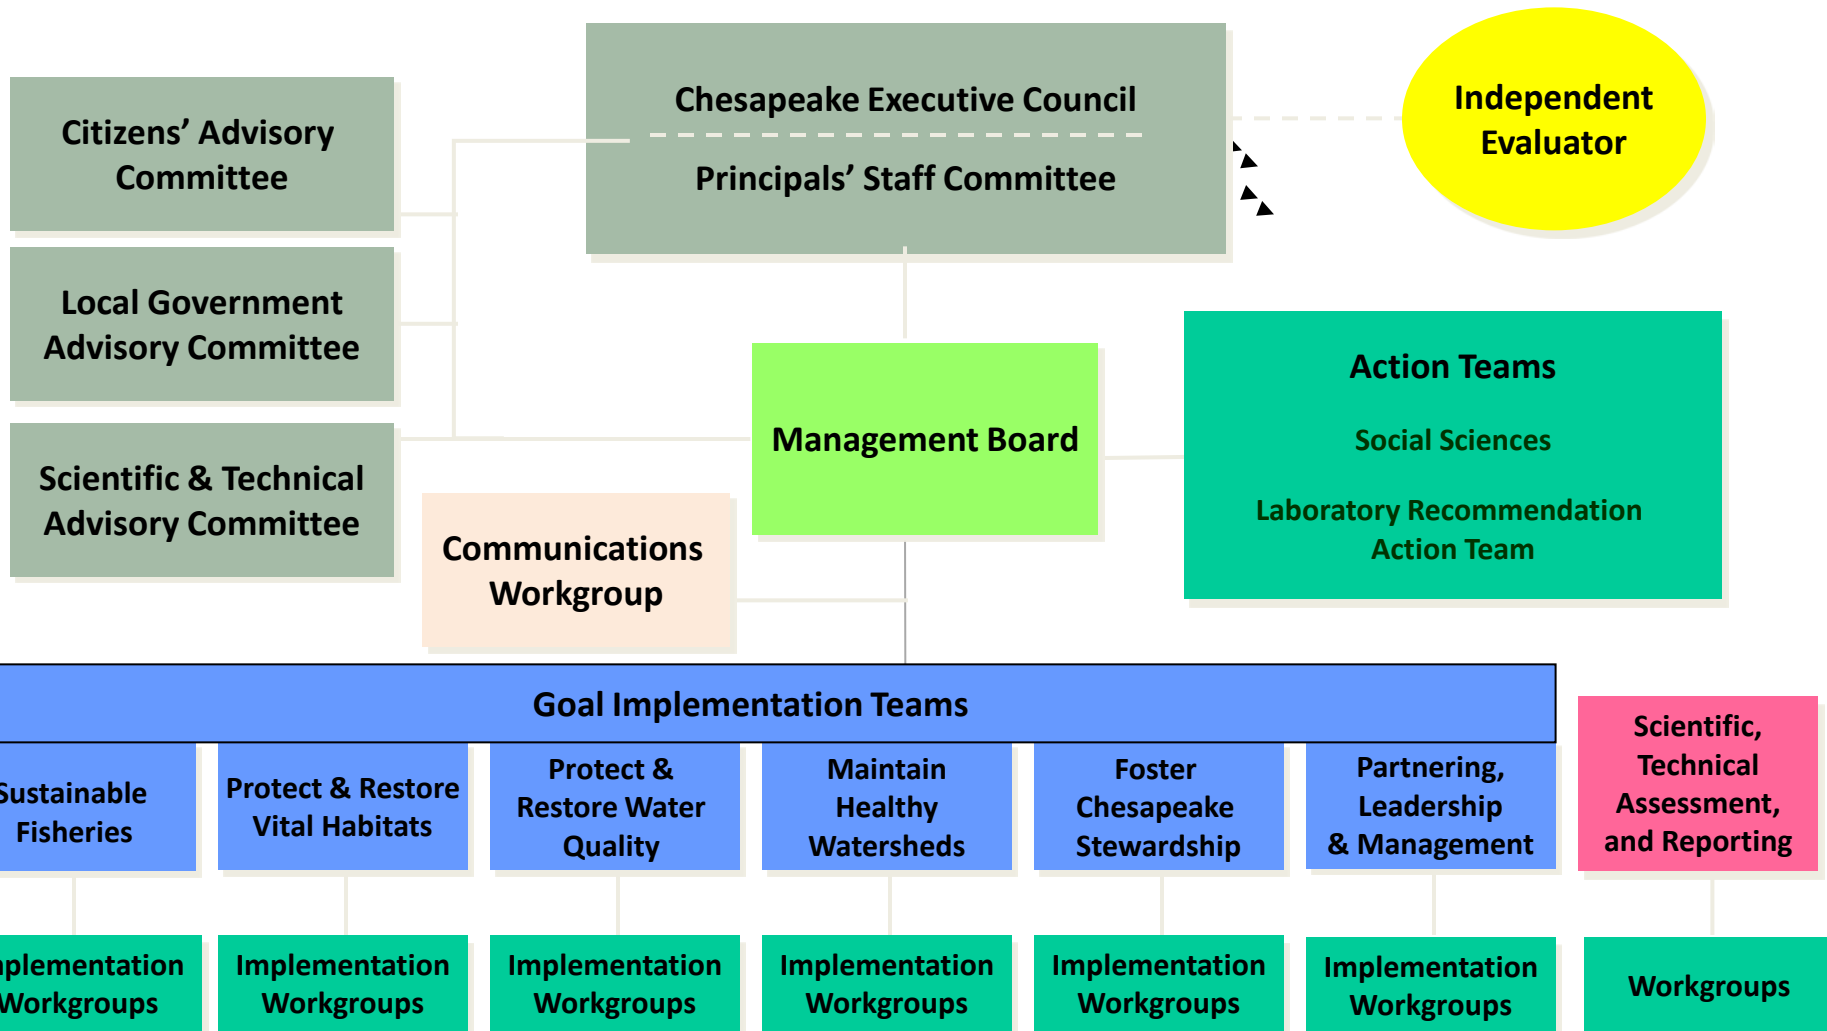 Chesapeake Executive Council
Principals’ Staff Committee
Independent
Evaluator
Citizens’ Advisory
Committee
Local Government
Advisory Committee
Scientific & Technical
Advisory Committee
Management Board
Action Teams
Social Sciences
Laboratory Recommendation
Action Team
Communications
Workgroup
Goal Implementation Teams
Sustainable
Fisheries
Protect & Restore
Vital Habitats
Protect &
Restore Water
Quality
Maintain
Healthy
Watersheds
Foster
Chesapeake
Stewardship
Partnering,
Leadership
& Management
Scientific,
Technical
Assessment,
and Reporting
mplementation
Workgroups
Implementation
Workgroups
Implementation
Workgroups
Implementation
Workgroups
Implementation
Workgroups
Implementation
Workgroups
Workgroups